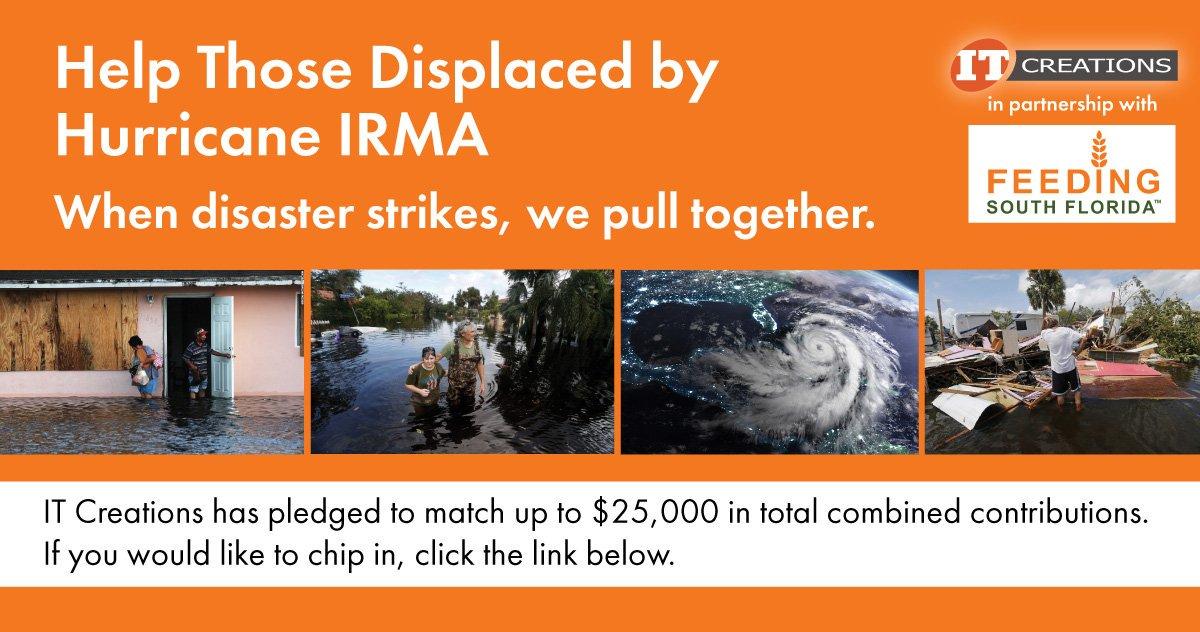 Help Those Displaced by
Hurricane IRMA
When disaster strikes, we pull together.
IT CREATIONS
in partnership with
FEEDING
SOUTH FLORIDA™
IT Creations has pledged to match up to $25,000 in total combined contributions.
If you would like to chip in, click the link below.